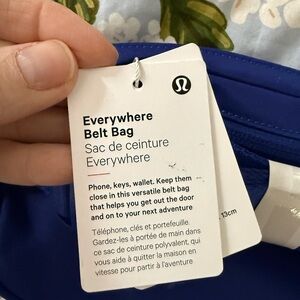 Everywhere
Belt Bag
Sac de ceinture
Everywhere
Phone, keys, wallet. Keep them
close in this versatile belt bag
that helps you get out the door
and on to your next adventure
Téléphone, clés et portefeuille.
Gardez-les à portée de main dans
ce sac de ceinture polyvalent, qui
vous aide à quitter la maison en
vitesse pour partir à l'aventure
13cm